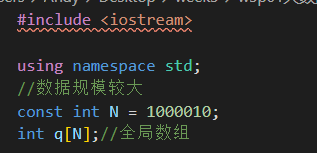 #include <iostream>
using namespace std;
//数据规模较大
const int N = 1000010;
int q[N];//全局数组